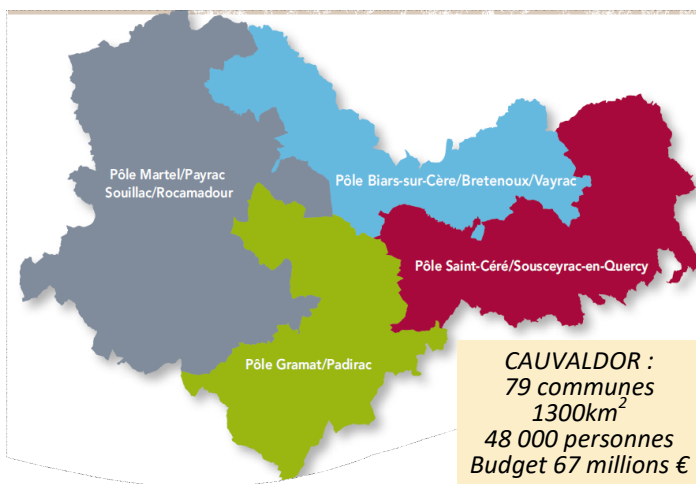 Pôle Martel/Payrac
Souillac/Rocamadour
Pôle Biars-sur-Cère/Bretenoux/Vayrac
Pôle Saint-Céré/Sousceyrac-en-Quercy
Pôle Gramat/Padirac
CAUVALDOR :
79 communes
1300km²
48 000 personnes
Budget 67 millions €